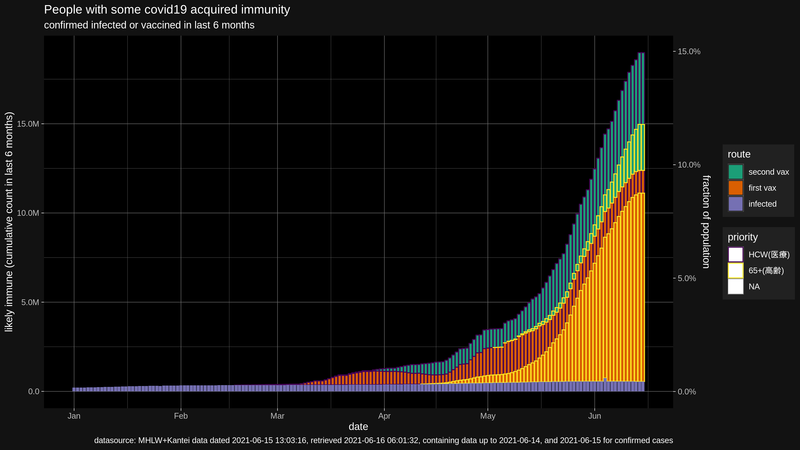 People with some covid19 acquired immunity
confirmed infected or vaccined in last 6 months
15.0%
15.0M
route
second vax
10.0%
first vax
likely immune (cumulative count in last 6 months)
fraction of population
infected
10.0M
priority
HCW(医療)
65+(高齢)
5.0%
NA
5.0M
0.0
0.0%
Jan Feb Mar Apr May Jun
date
datasource: MHLW+Kantei data dated 2021-06-15 13:03:16, retrieved 2021-06-16 06:01:32, containing data up to 2021-06-14, and 2021-06-15 for confirmed cases